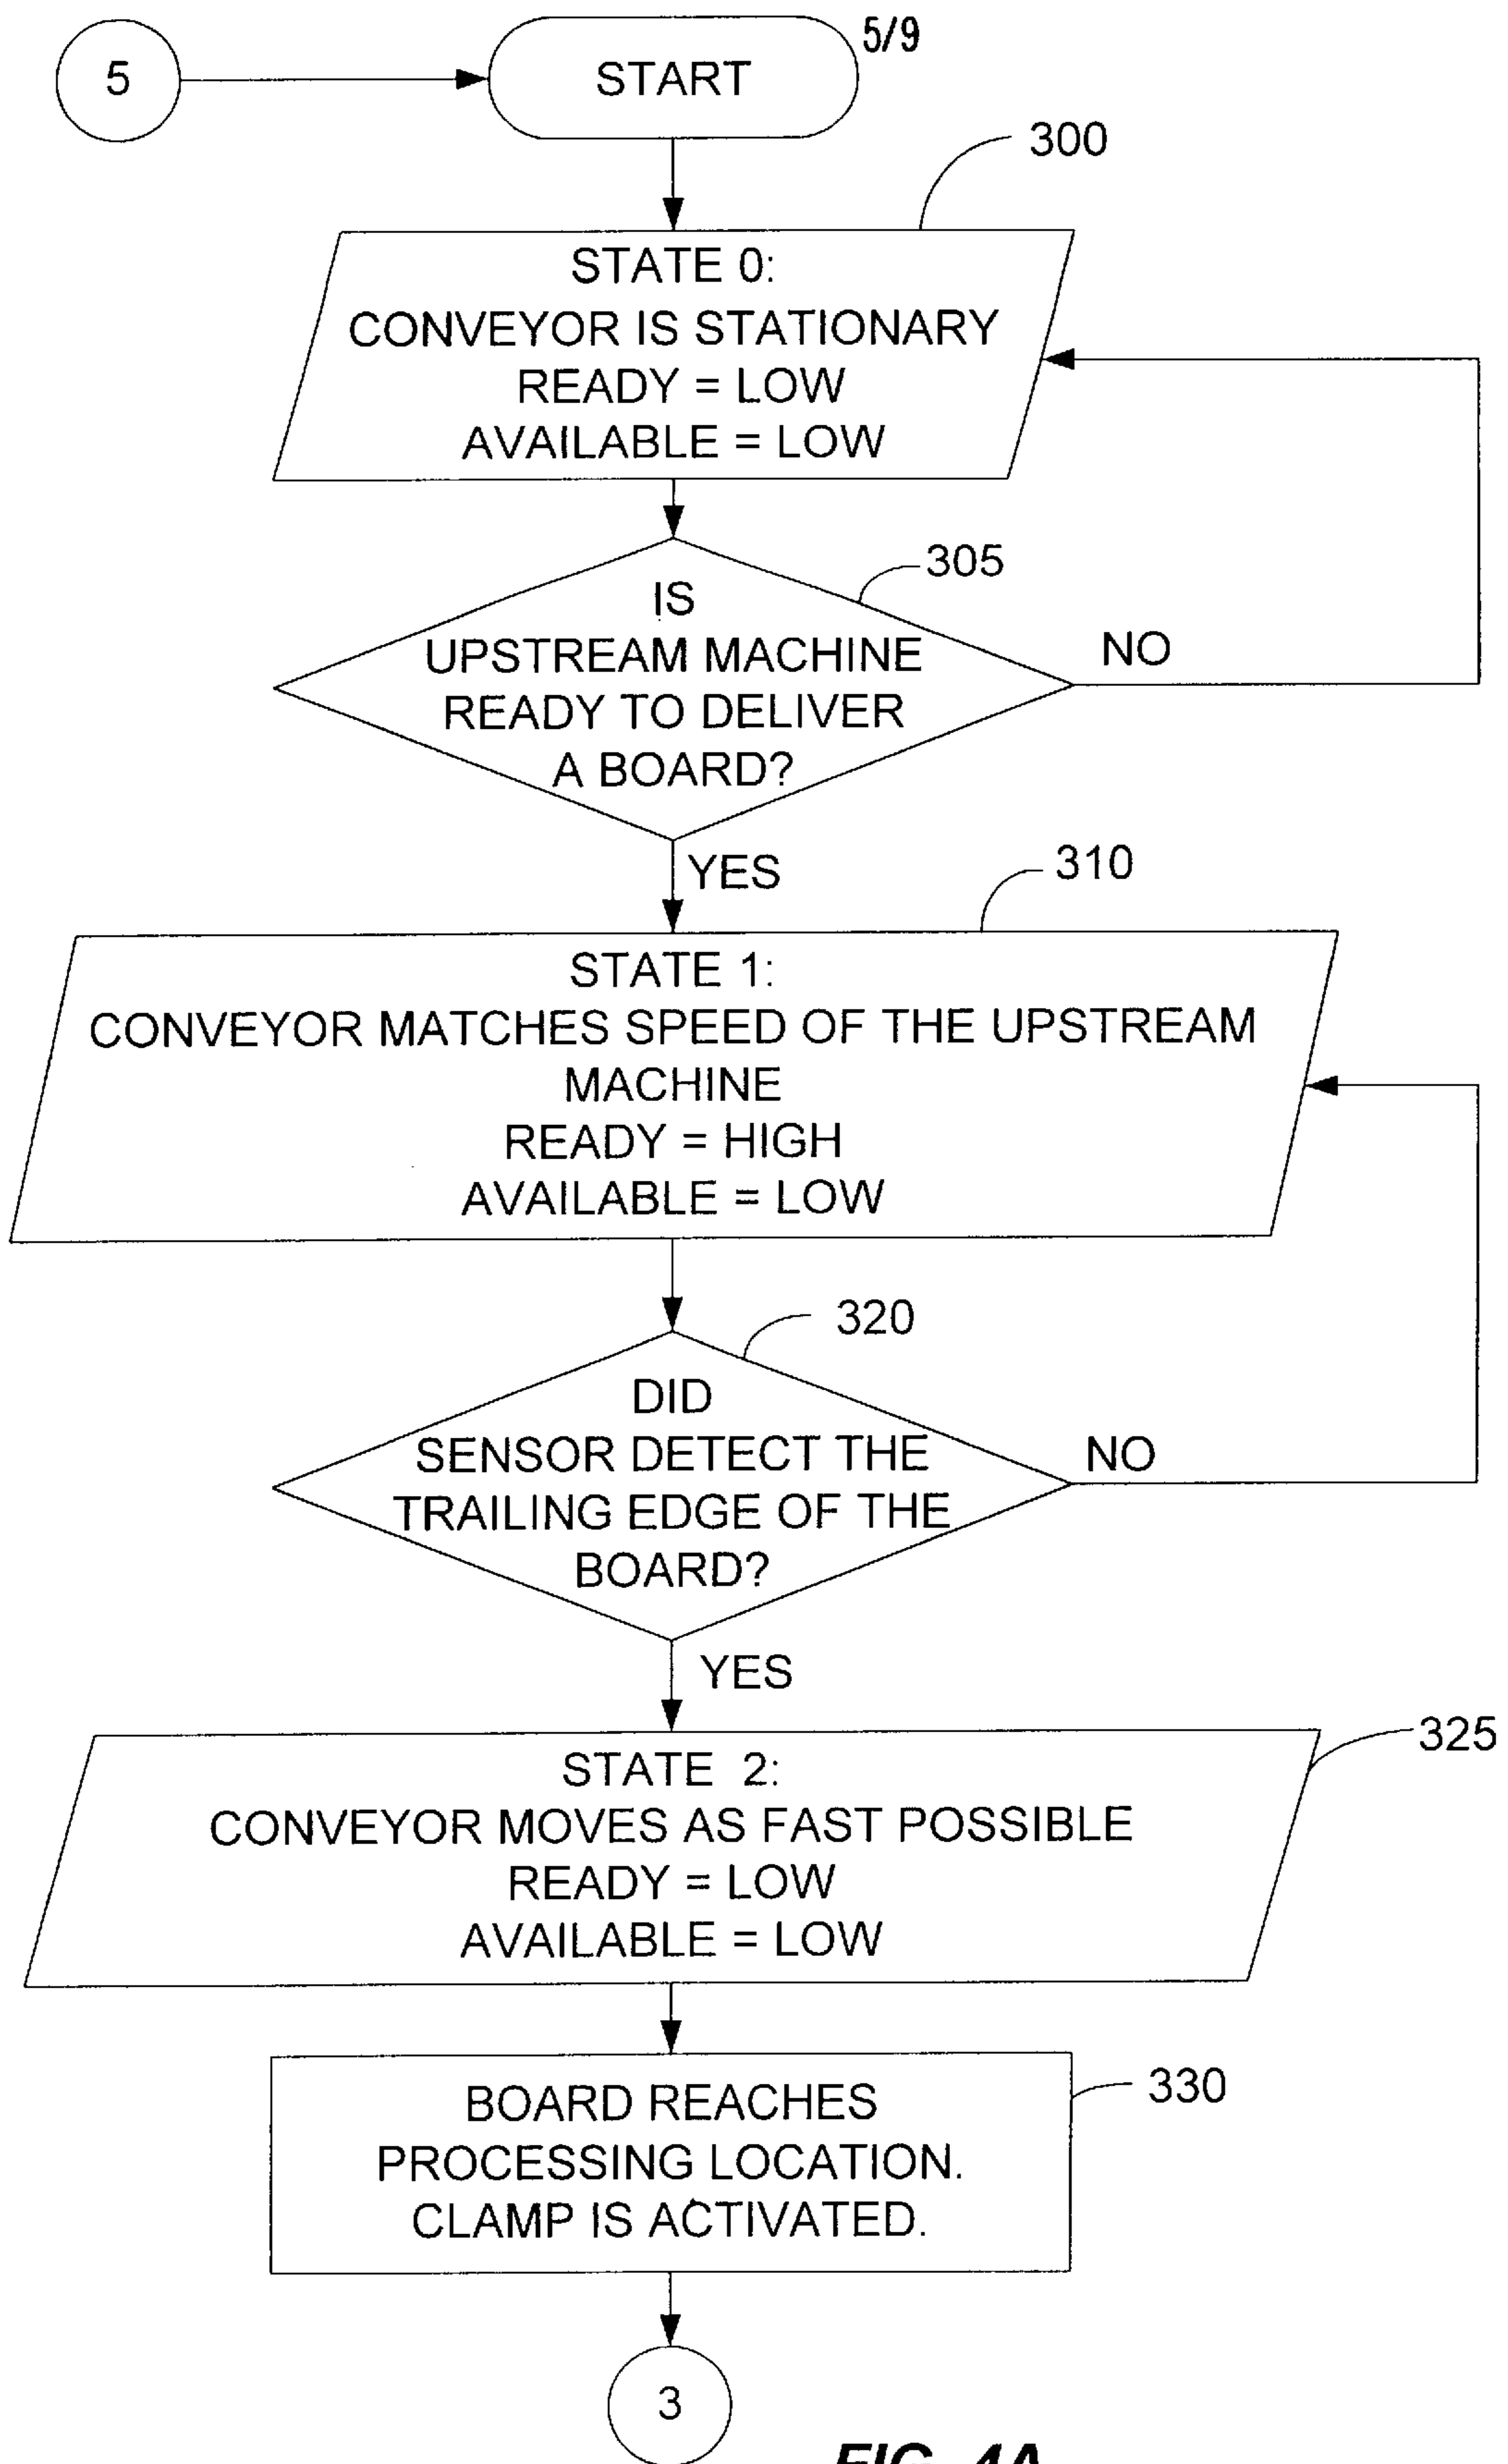 5
START
5/9
300
STATE 0:
CONVEYOR IS STATIONARY
READY = LOW
AVAILABLE = LOW
305
IS
UPSTREAM MACHINE
READY TO DELIVER
A BOARD?
NO
YES
310
STATE 1:
CONVEYOR MATCHES SPEED OF THE UPSTREAM
MACHINE
READY = HIGH
AVAILABLE = LOW
320
DID
SENSOR DETECT THE
TRAILING EDGE OF THE
BOARD?
NO
YES
325
STATE 2:
CONVEYOR MOVES AS FAST POSSIBLE
READY = LOW
AVAILABLE = LOW
330
BOARD REACHES
PROCESSING LOCATION.
CLAMP IS ACTIVATED.
3
FIG. 4A